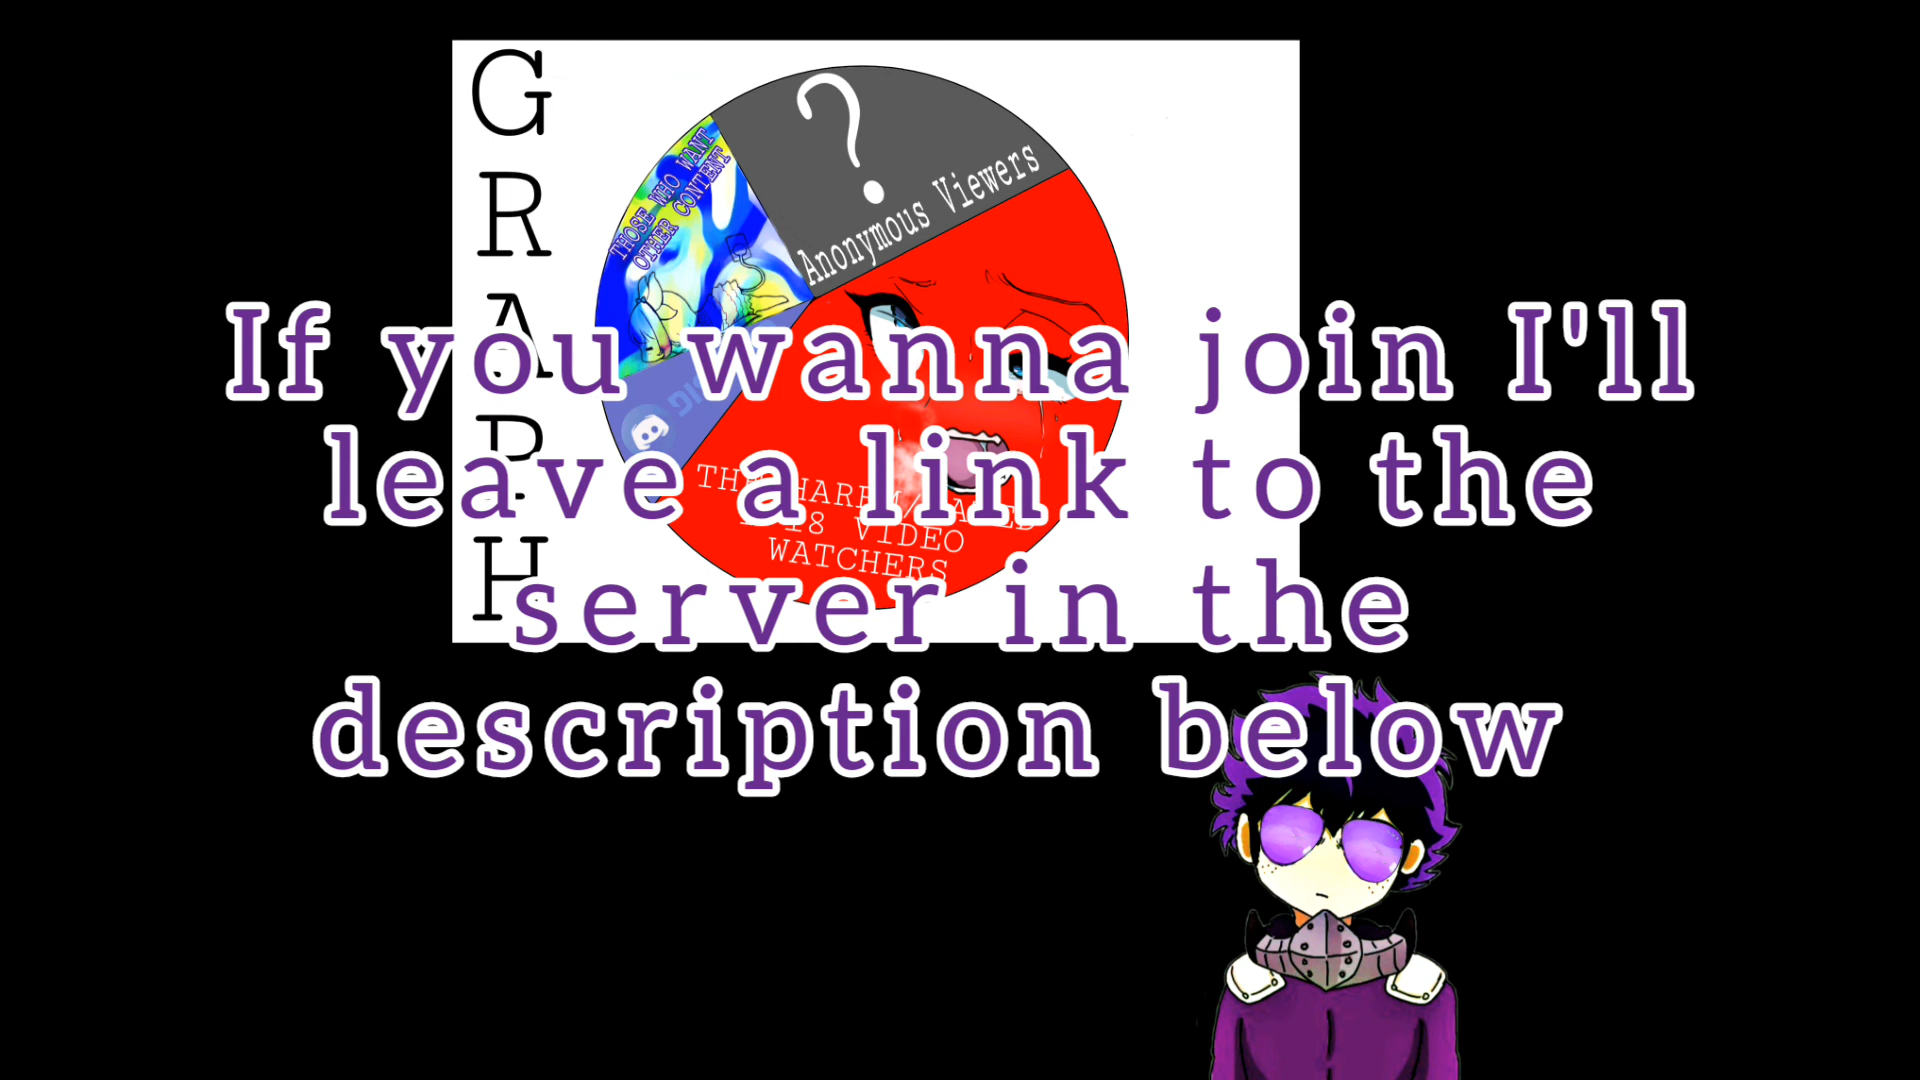 GRAPH
?
Anonymous Viewers
THOSE WHO WANT
OTHER CONTENT
If you wanna join I'll
leave a link to the
server in the
description below
VIDEO
WATCHERS